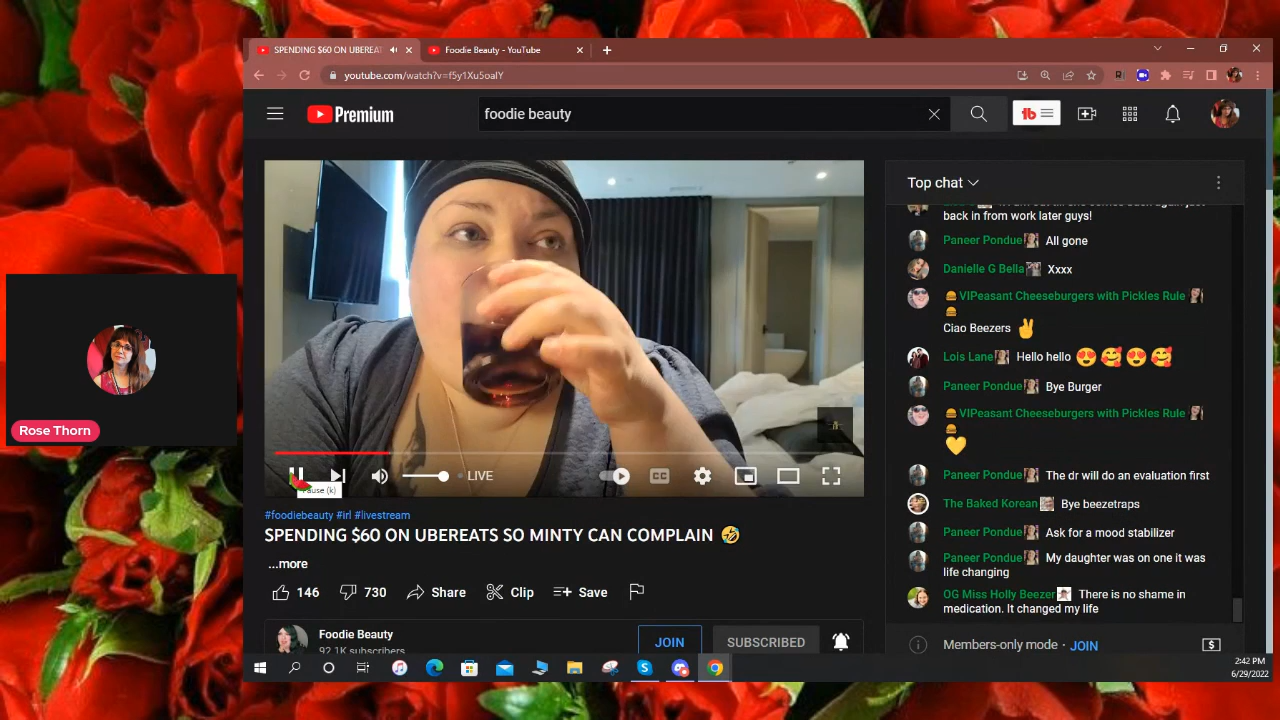 SPENDING $60 ON UBEREAT
Foodie Beauty - YouTube
youtube.com/watch?v=f5y1Xu5oalY
Premium
foodie beauty
Top chat
back in from work later guys!
Paneer Pondue All gone
Danielle G Bella Xxxx
VIPeasant Cheeseburgers with Pickles Rule
Ciao Beezers
Lois Lane Hello hello
Paneer Pondue Bye Burger
VIPeasant Cheeseburgers with Pickles Rule
Paneer Pondue The dr will do an evaluation first
The Baked Korean Bye beezetraps
Paneer Pondue Ask for a mood stabilizer
Paneer Pondue My daughter was on one it was
life changing
OG Miss Holly Beezer There is no shame in
medication. It changed my life
Members-only mode · JOIN
Rose Thorn
LIVE
CC
Pause (k)
#foodiebeauty #irl #livestream
SPENDING $60 ON UBEREATS SO MINTY CAN COMPLAIN 🤣
...more
146 730 Share Clip Save
Foodie Beauty
92.1K subscribers
JOIN SUBSCRIBED
2:42 PM
6/29/2022